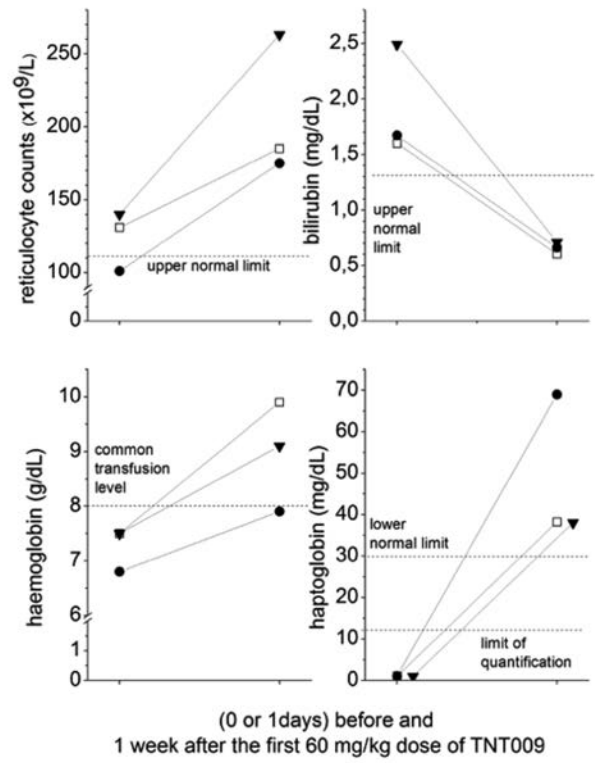 reticulocyte counts (x10⁹/L)
250
200
150
100
0
upper normal limit
bilirubin (mg/dL)
2,5
2,0
1,5
1,0
0,5
0,0
upper
normal
limit
haemoglobin (g/dL)
10
9
8
7
6
1
0
common
transfusion
level
haptoglobin (mg/dL)
70
60
50
40
30
20
10
0
lower
normal limit
limit of
quantification
(0 or 1days) before and
1 week after the first 60 mg/kg dose of TNT009